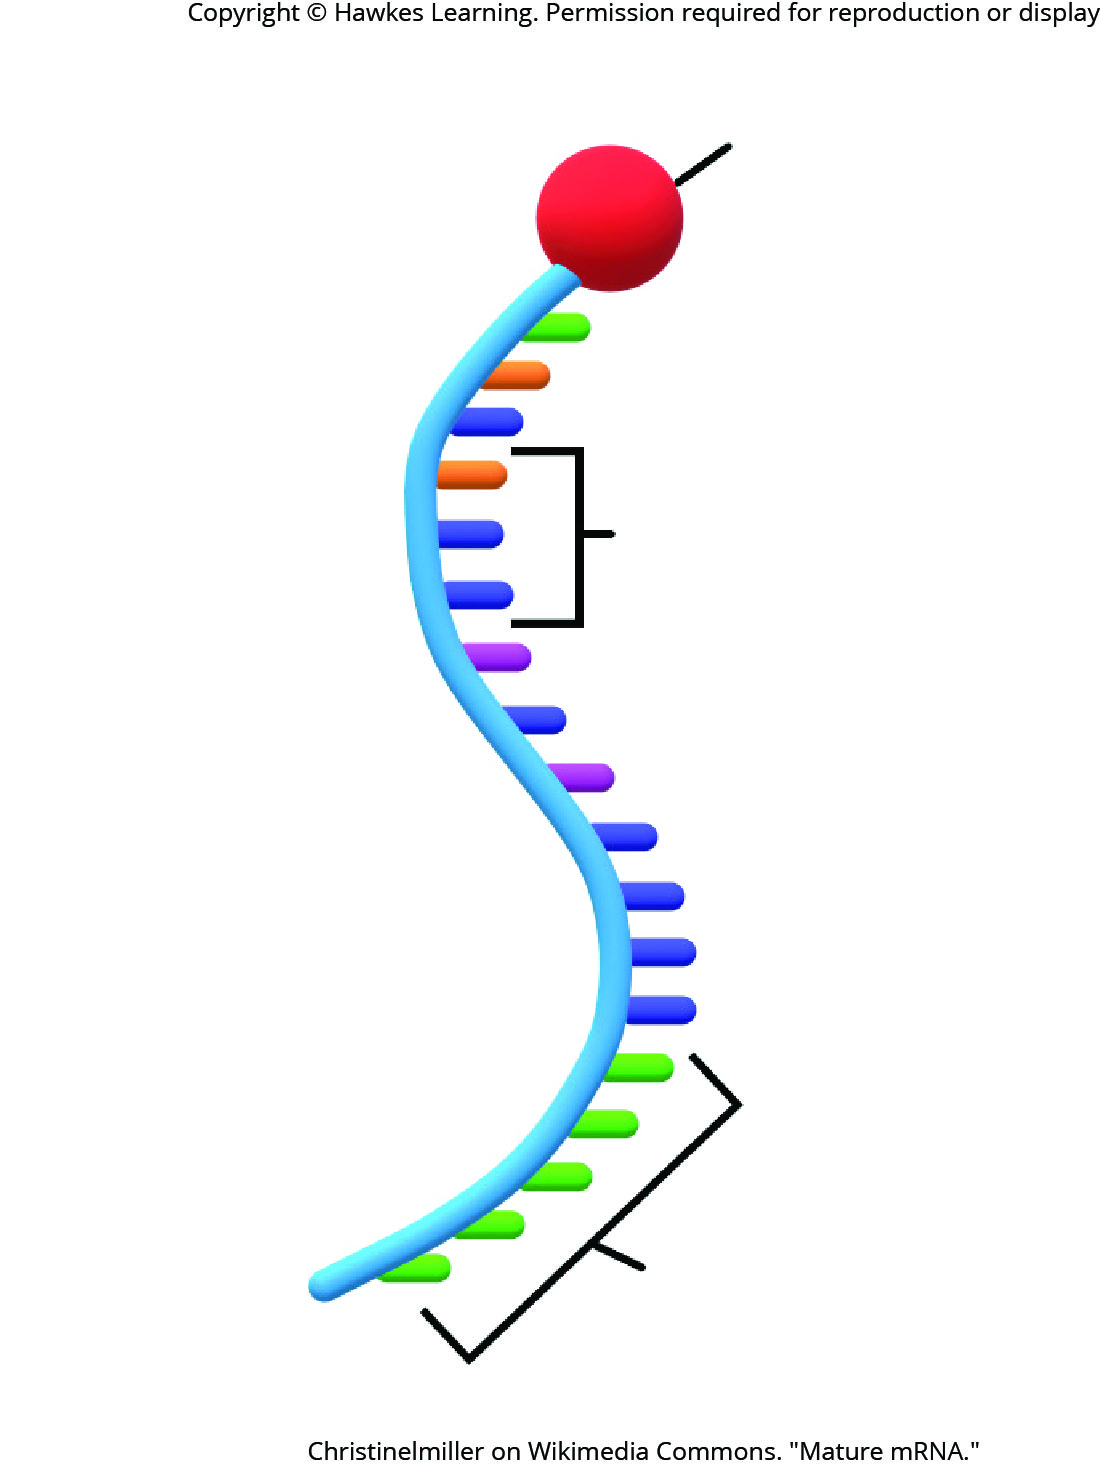 Copyright © Hawkes Learning. Permission required for reproduction or display
Christinelmiller on Wikimedia Commons. "Mature mRNA."